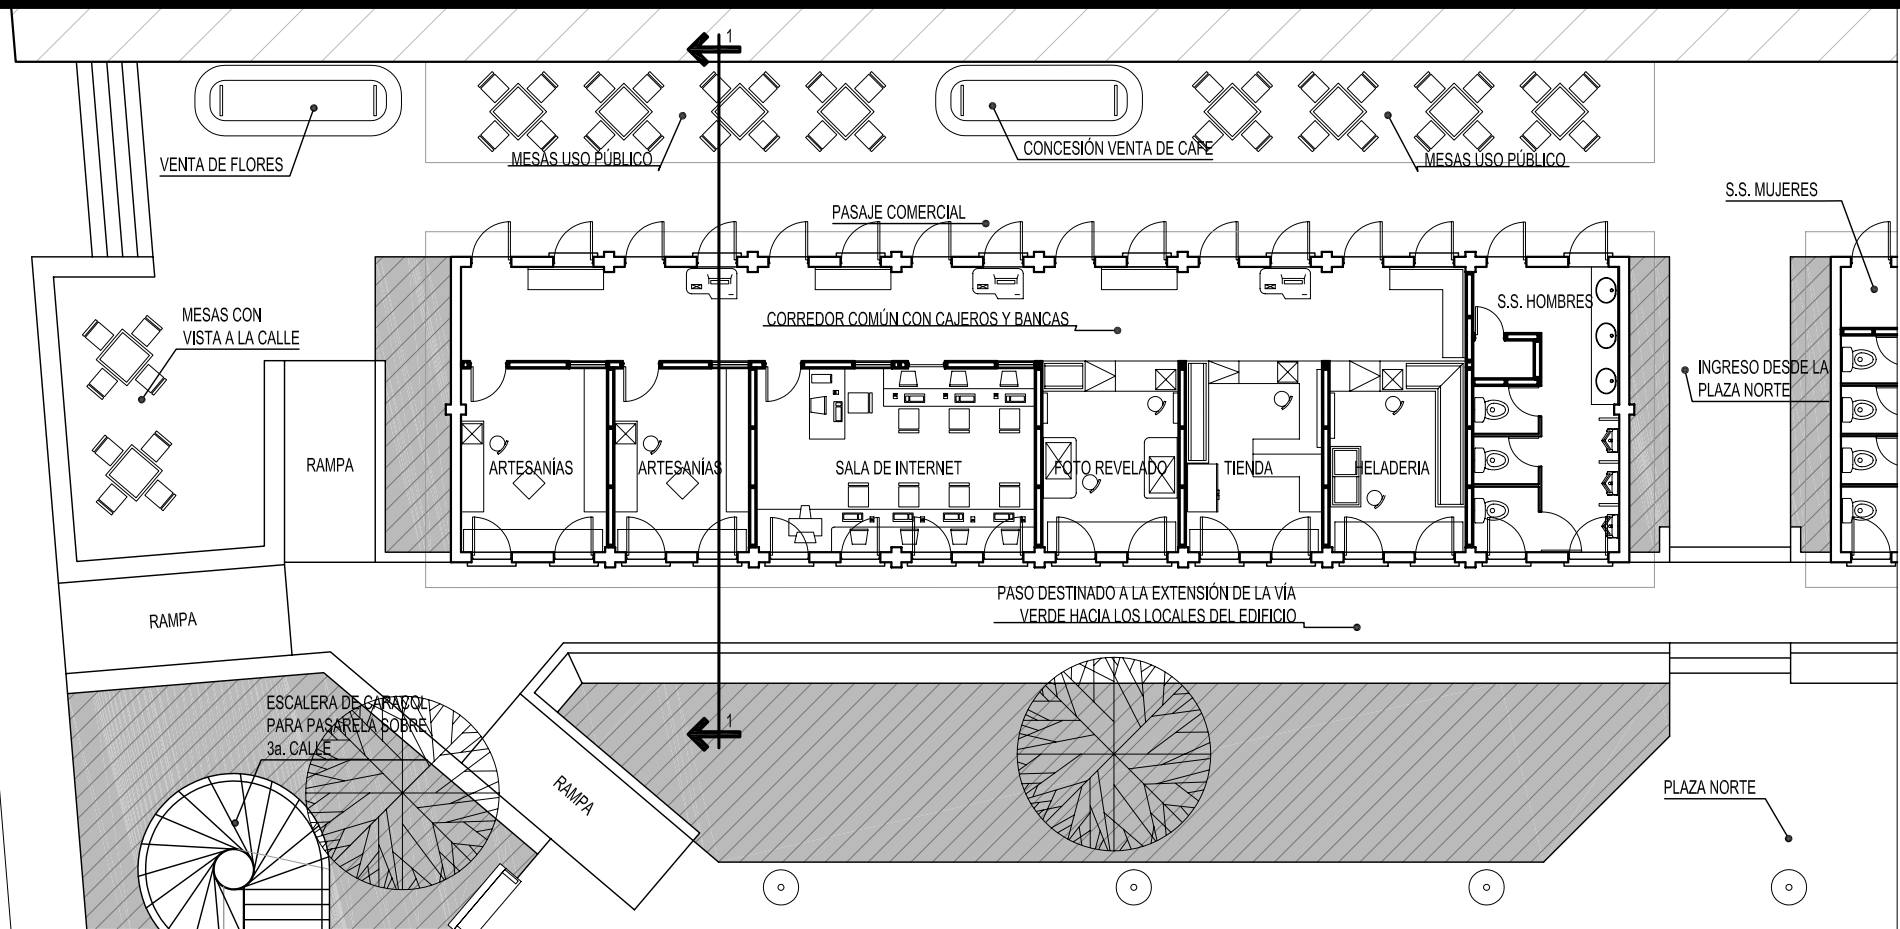 1
VENTA DE FLORES
MESAS USO PÚBLICO
CONCESIÓN VENTA DE CAFE
MESAS USO PÚBLICO
S.S. MUJERES
PASAJE COMERCIAL
MESAS CON
VISTA A LA CALLE
CORREDOR COMÚN CON CAJEROS Y BANCAS
S.S. HOMBRES
INGRESO DESDE LA
PLAZA NORTE
RAMPA
ARTESANÍAS
ARTESANÍAS
SALA DE INTERNET
FOTO REVELADO
TIENDA
HELADERIA
RAMPA
PASO DESTINADO A LA EXTENSIÓN DE LA VÍA
VERDE HACIA LOS LOCALES DEL EDIFICIO
ESCALERA DE CARACOL
PARA PASARELA SOBRE
3a. CALLE
1
RAMPA
PLAZA NORTE